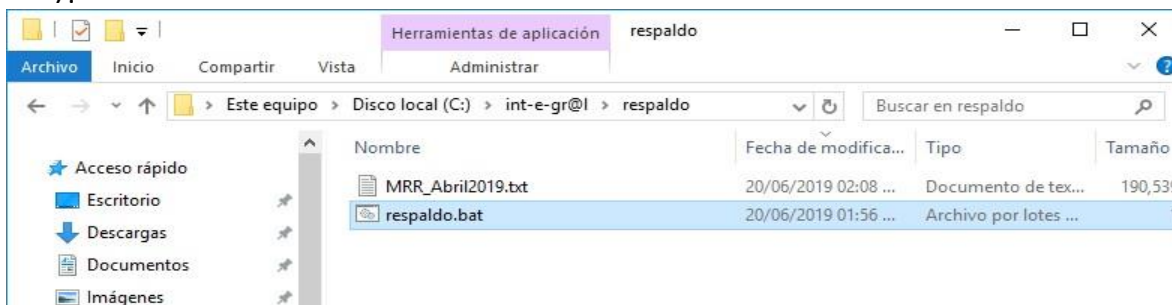 Herramientas de aplicación respaldo
Archivo Inicio Compartir Vista Administrar
Este equipo > Disco local (C:) > int-e-gr@l > respaldo Buscar en respaldo
Nombre Fecha de modifica... Tipo Tamaño
Acceso rápido
MRR_Abril2019.txt 20/06/2019 02:08 ... Documento de tex... 190,539
Escritorio
respaldo.bat 20/06/2019 01:56 ... Archivo por lotes ...
Descargas
Documentos
Imágenes